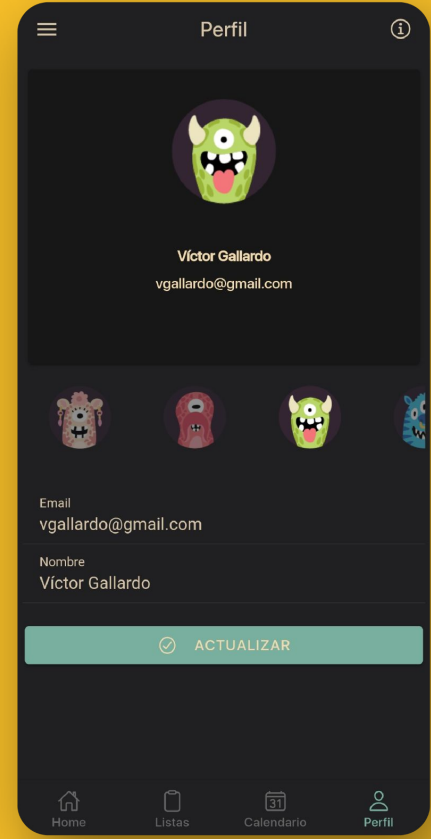 Perfil
Víctor Gallardo
vgallardo@gmail.com
Email
vgallardo@gmail.com
Nombre
Víctor Gallardo
ACTUALIZAR
31
Home Listas Calendario Perfil